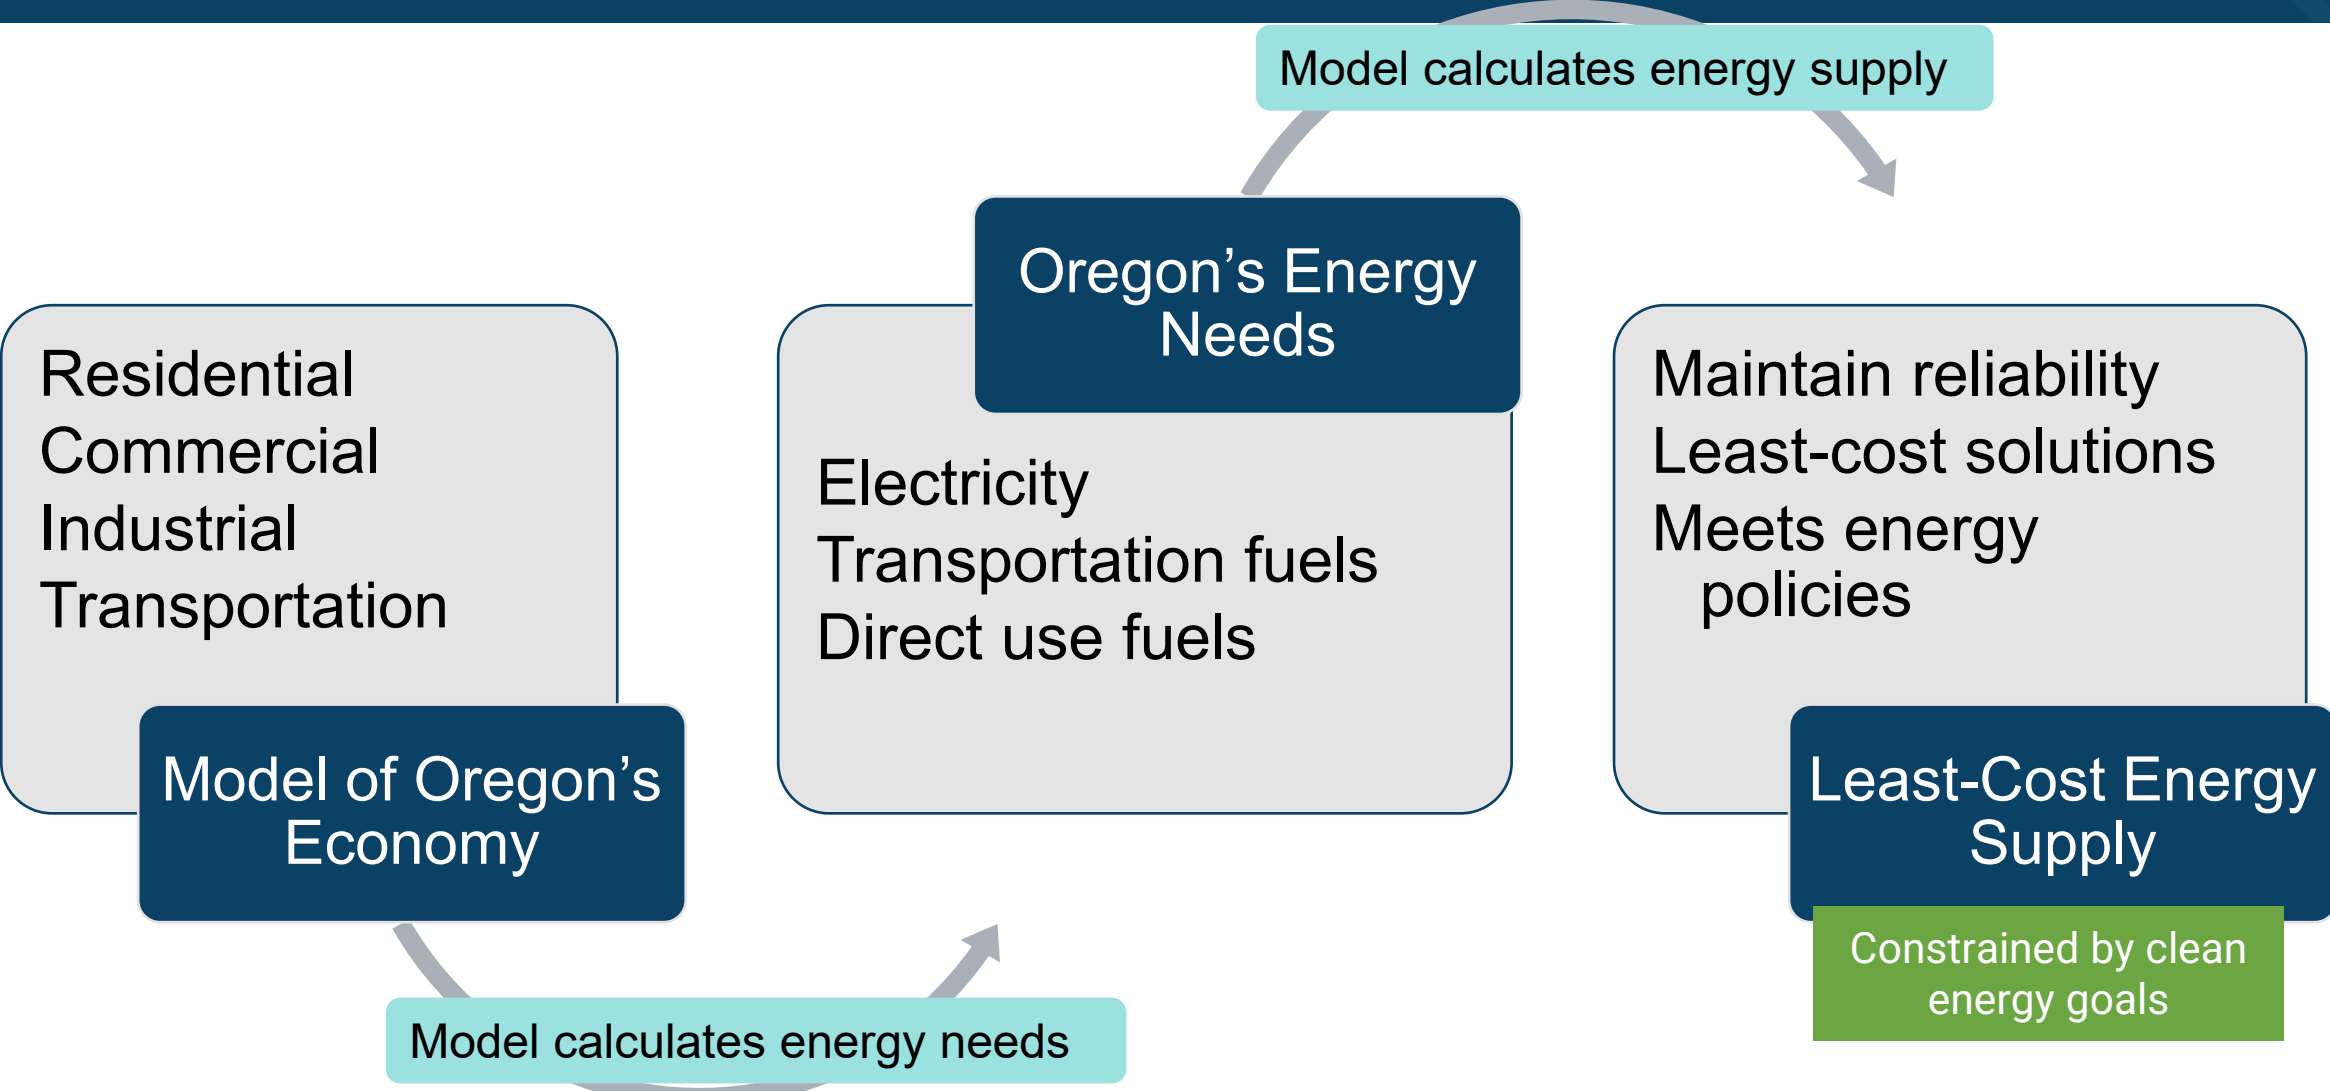 Model calculates energy supply
Residential
Commercial
Industrial
Transportation
Model of Oregon’s
Economy
Model calculates energy needs
Oregon’s Energy
Needs
Electricity
Transportation fuels
Direct use fuels
Maintain reliability
Least-cost solutions
Meets energy
policies
Least-Cost Energy
Supply
Constrained by clean
energy goals